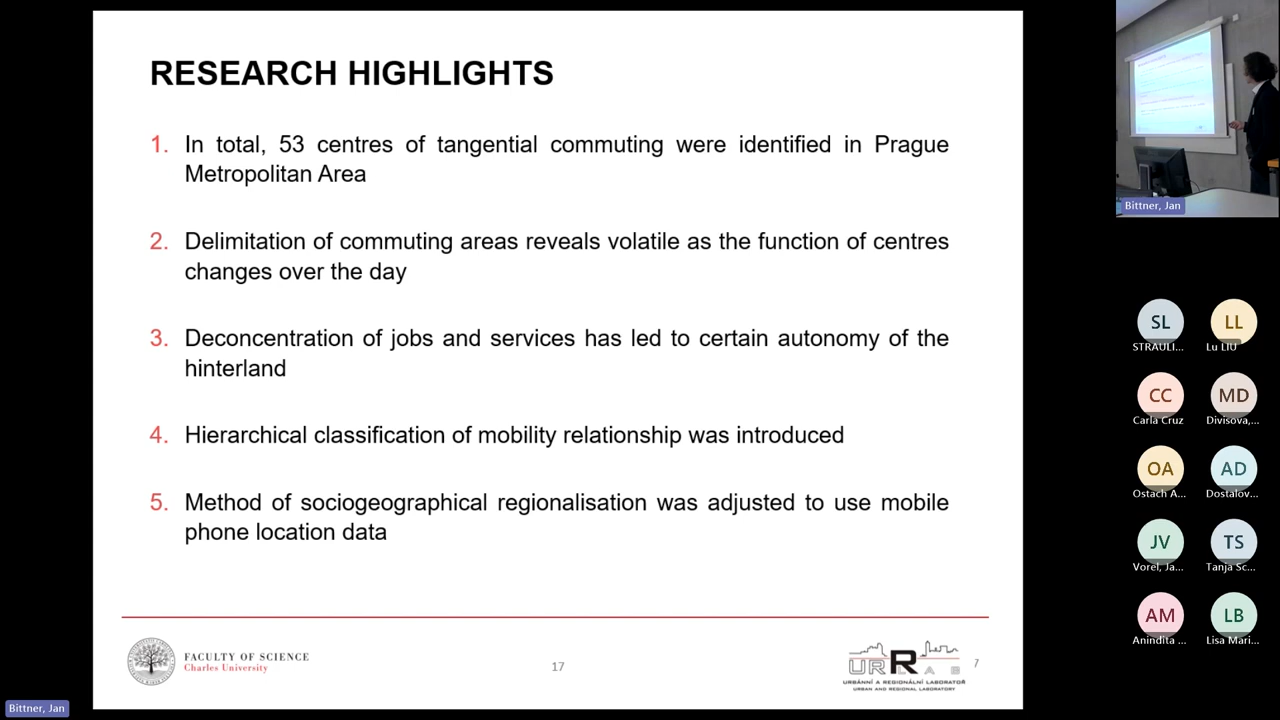 RESEARCH HIGHLIGHTS
1. In total, 53 centres of tangential commuting were identified in Prague
Metropolitan Area
2. Delimitation of commuting areas reveals volatile as the function of centres
changes over the day
3. Deconcentration of jobs and services has led to certain autonomy of the
hinterland
4. Hierarchical classification of mobility relationship was introduced
5. Method of sociogeographical regionalisation was adjusted to use mobile
phone location data
FACULTY OF SCIENCE
Charles University
17
URRLAB
URBÁNNÍ A REGIONÁLNÍ LABORATOŘ
URBAN AND REGIONAL LABORATORY
7
Bittner, Jan
Bittner, Jan
SL
STRAULI...
LL
Lu LIU
CC
Carla Cruz
MD
Divisova,...
OA
Ostach A...
AD
Dostalov...
JV
Vorel, Ja...
TS
Tanja Sc...
AM
Anindita ...
LB
Lisa Mari...